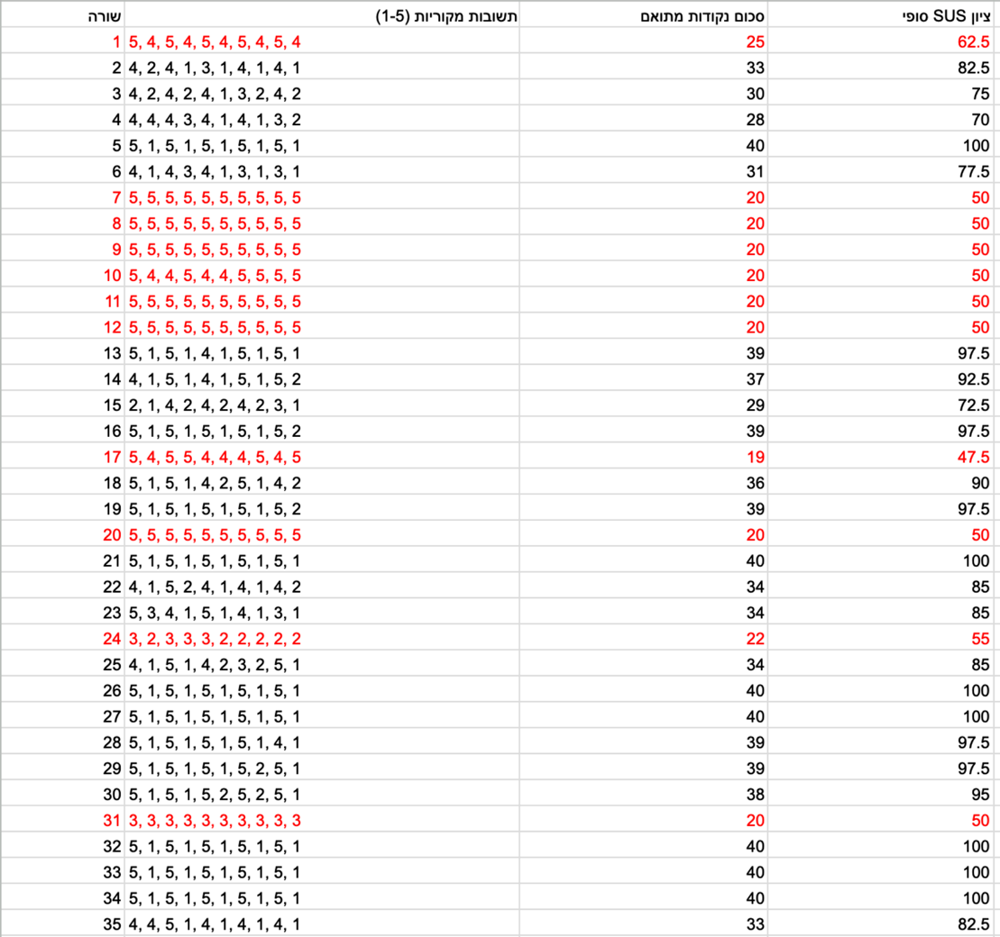 שורה תשובות מקוריות (1-5) סכום נקודות מתואם ציון SUS סופי
1 5, 4, 5, 4, 5, 4, 5, 4, 5, 4 25 62.5
2 4, 2, 4, 1, 3, 1, 4, 1, 4, 1 33 82.5
3 4, 2, 4, 2, 4, 1, 3, 2, 4, 2 30 75
4 4, 4, 4, 3, 4, 1, 4, 1, 3, 2 28 70
5 5, 1, 5, 1, 5, 1, 5, 1, 5, 1 40 100
6 4, 1, 4, 3, 4, 1, 3, 1, 3, 1 31 77.5
7 5, 5, 5, 5, 5, 5, 5, 5, 5, 5 20 50
8 5, 5, 5, 5, 5, 5, 5, 5, 5, 5 20 50
9 5, 5, 5, 5, 5, 5, 5, 5, 5, 5 20 50
10 5, 4, 4, 5, 4, 4, 5, 5, 5, 5 20 50
11 5, 5, 5, 5, 5, 5, 5, 5, 5, 5 20 50
12 5, 5, 5, 5, 5, 5, 5, 5, 5, 5 20 50
13 5, 1, 5, 1, 4, 1, 5, 1, 5, 1 39 97.5
14 4, 1, 5, 1, 4, 1, 5, 1, 5, 2 37 92.5
15 2, 1, 4, 2, 4, 2, 4, 2, 3, 1 29 72.5
16 5, 1, 5, 1, 5, 1, 5, 1, 5, 2 39 97.5
17 5, 4, 5, 5, 4, 4, 4, 5, 4, 5 19 47.5
18 5, 1, 5, 1, 4, 2, 5, 1, 4, 2 36 90
19 5, 1, 5, 1, 5, 1, 5, 1, 5, 2 39 97.5
20 5, 5, 5, 5, 5, 5, 5, 5, 5, 5 20 50
21 5, 1, 5, 1, 5, 1, 5, 1, 5, 1 40 100
22 4, 1, 5, 2, 4, 1, 4, 1, 4, 2 34 85
23 5, 3, 4, 1, 5, 1, 4, 1, 3, 1 34 85
24 3, 2, 3, 3, 3, 2, 2, 2, 2, 2 22 55
25 4, 1, 5, 1, 4, 2, 3, 2, 5, 1 34 85
26 5, 1, 5, 1, 5, 1, 5, 1, 5, 1 40 100
27 5, 1, 5, 1, 5, 1, 5, 1, 5, 1 40 100
28 5, 1, 5, 1, 5, 1, 5, 1, 4, 1 39 97.5
29 5, 1, 5, 1, 5, 1, 5, 2, 5, 1 39 97.5
30 5, 1, 5, 1, 5, 2, 5, 2, 5, 1 38 95
31 3, 3, 3, 3, 3, 3, 3, 3, 3, 3 20 50
32 5, 1, 5, 1, 5, 1, 5, 1, 5, 1 40 100
33 5, 1, 5, 1, 5, 1, 5, 1, 5, 1 40 100
34 5, 1, 5, 1, 5, 1, 5, 1, 5, 1 40 100
35 4, 4, 5, 1, 4, 1, 4, 1, 4, 1 33 82.5